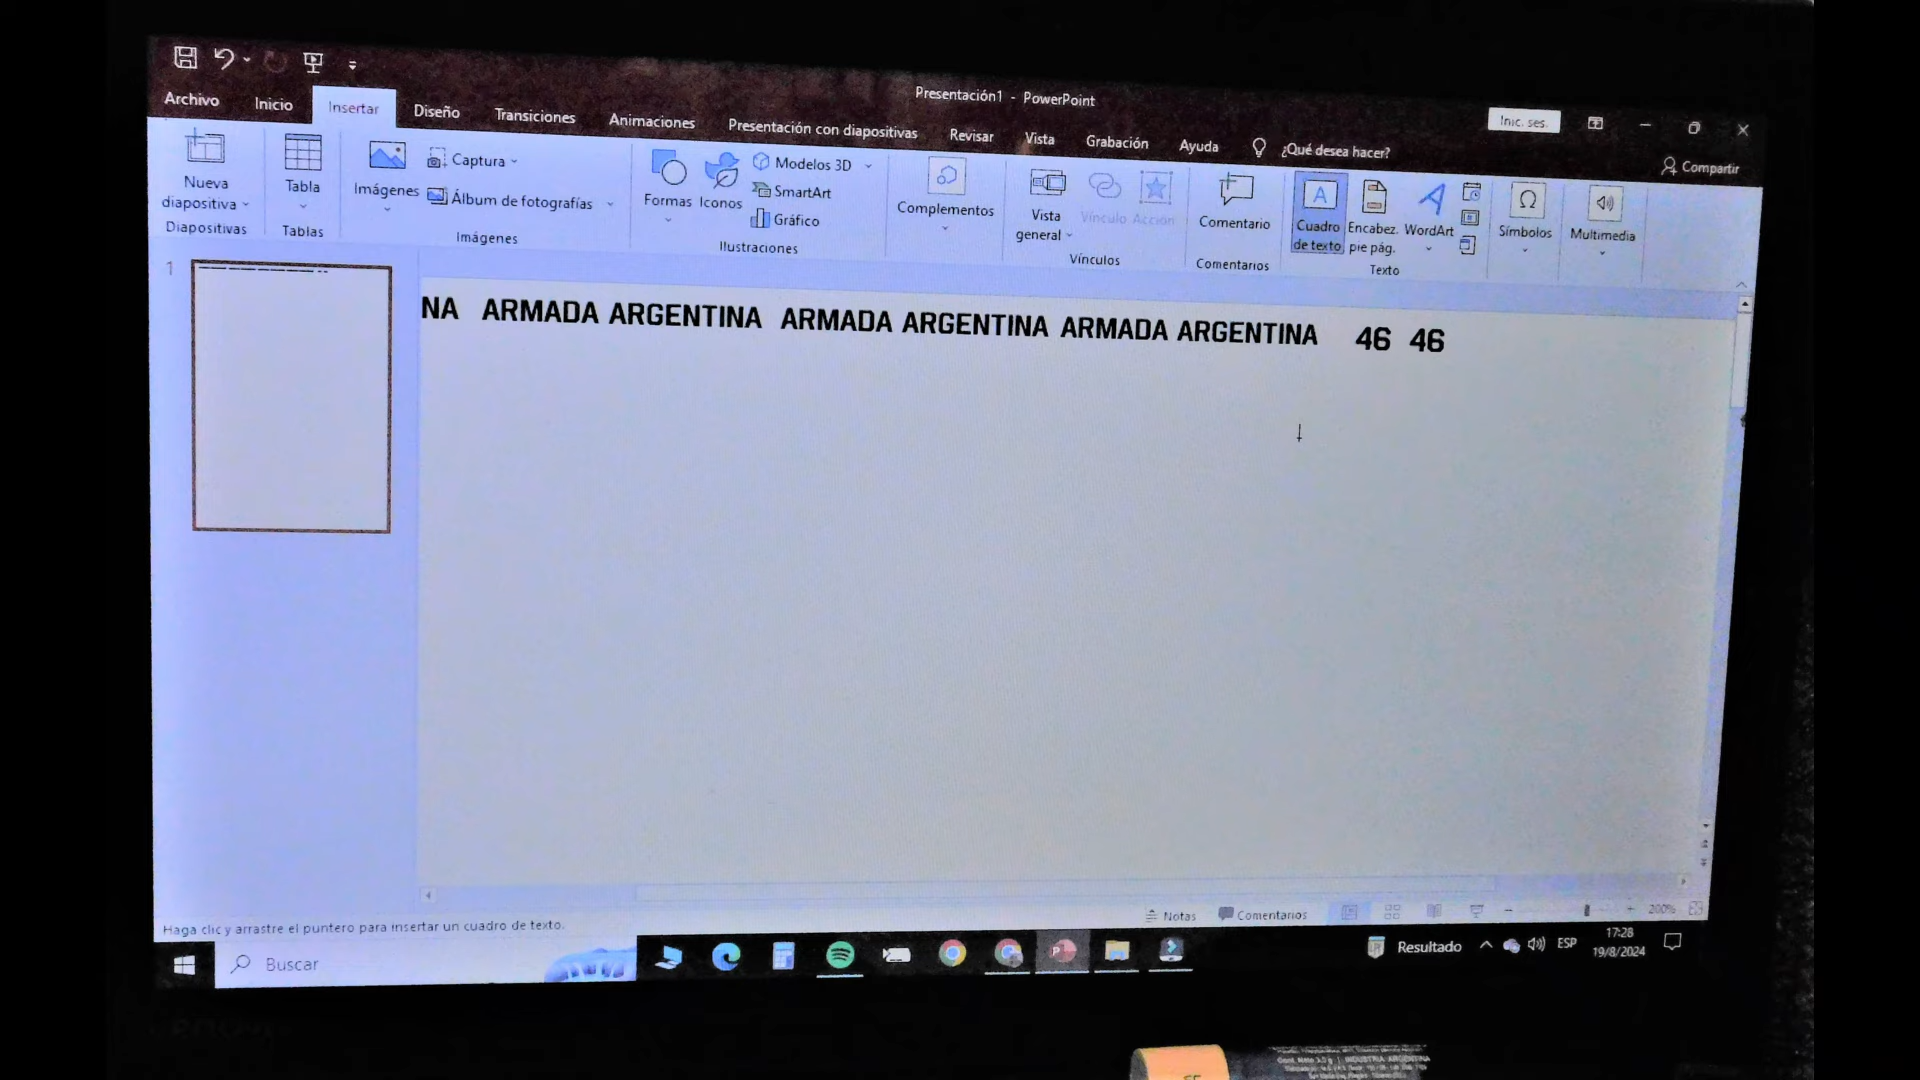 Presentación1 - PowerPoint
Inic. ses.
Archivo Inicio Insertar Diseño Transiciones Animaciones Presentación con diapositivas Revisar Vista Grabación Ayuda ¿Qué desea hacer?
Compartir
Nueva diapositiva
Diapositivas
Tabla
Tablas
Imágenes
Captura
Álbum de fotografías
Imágenes
Formas
Iconos
Modelos 3D
SmartArt
Gráfico
Ilustraciones
Complementos
Vista general
Vínculo
Acción
Vínculos
Comentario
Comentarios
Cuadro de texto
Encabez. pie pág.
WordArt
Texto
Símbolos
Multimedia
1
NA ARMADA ARGENTINA ARMADA ARGENTINA ARMADA ARGENTINA 46 46
Notas Comentarios 200%
Haga clic y arrastre el puntero para insertar un cuadro de texto.
Buscar
Resultado
ESP
17:28
19/8/2024
INDUSTRIA ARGENTINA